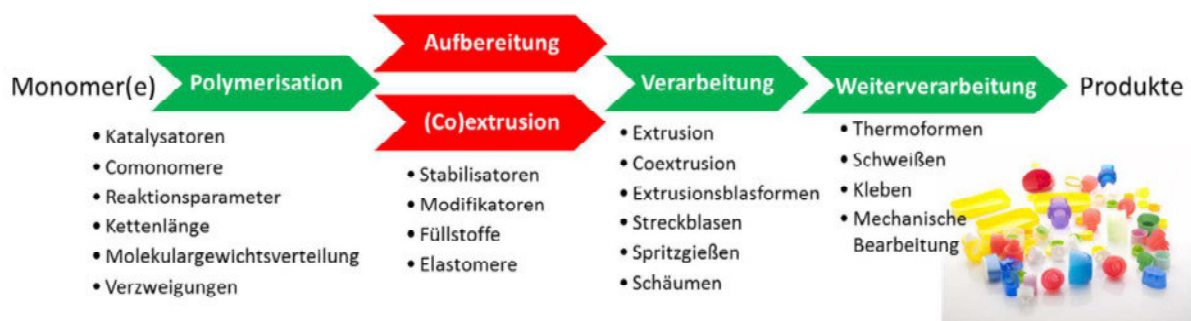 Monomer(e)
Polymerisation
Aufbereitung
(Co)extrusion
Verarbeitung
Weiterverarbeitung
Produkte
• Katalysatoren
• Comonomere
• Reaktionsparameter
• Kettenlänge
• Molekulargewichtsverteilung
• Verzweigungen
• Stabilisatoren
• Modifikatoren
• Füllstoffe
• Elastomere
• Extrusion
• Coextrusion
• Extrusionsblasformen
• Streckblasen
• Spritzgießen
• Schäumen
• Thermoformen
• Schweißen
• Kleben
• Mechanische
Bearbeitung